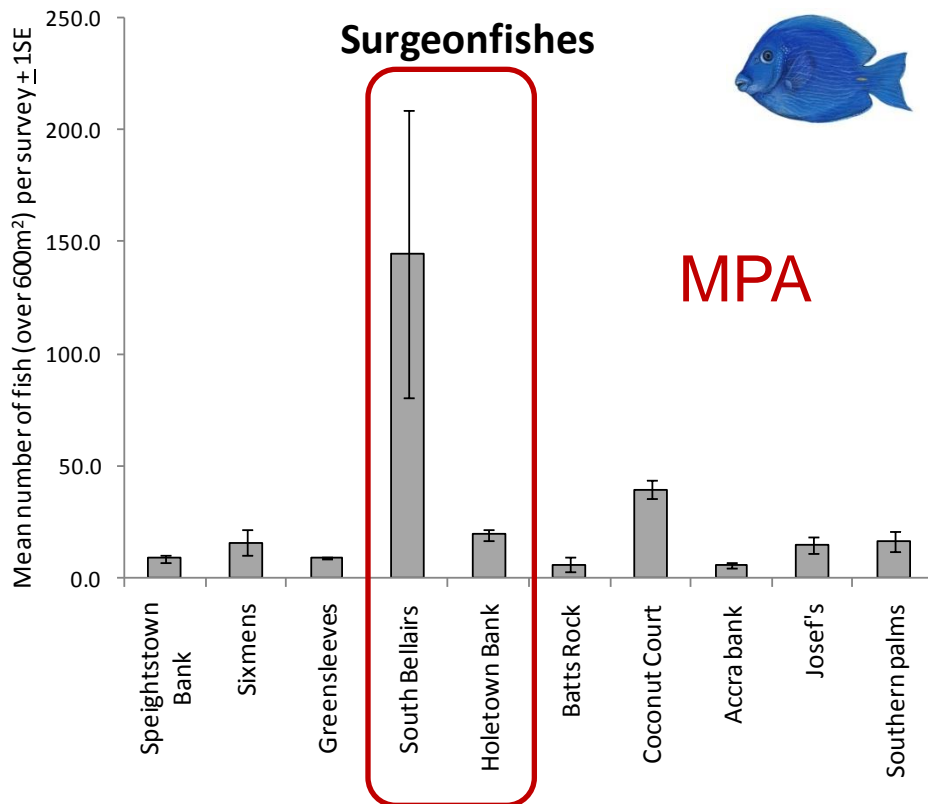 Surgeonfishes
MPA
Mean number of fish (over 600m²) per survey ± 1SE
250.0
200.0
150.0
100.0
50.0
0.0
Speightstown
Bank
Sixmens
Greensleeves
South Bellairs
Holetown Bank
Batts Rock
Coconut Court
Accra bank
Josef's
Southern palms